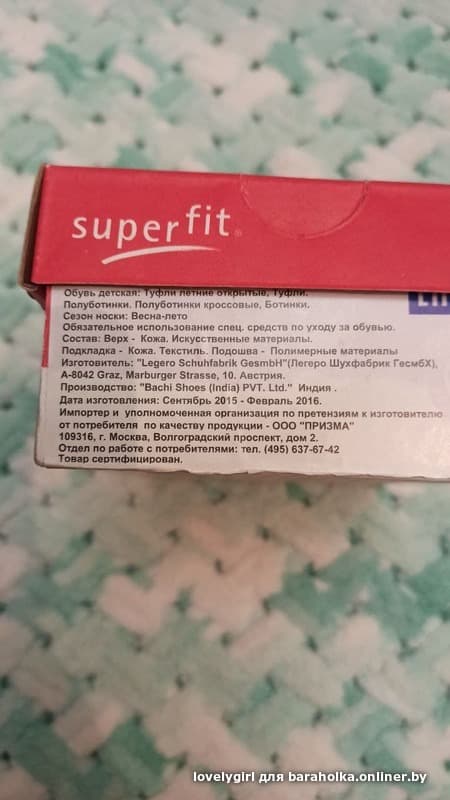 superfit
Обувь детская: Туфли летние открытые, Туфли.
Полуботинки. Полуботинки кроссовые, Ботинки.
Сезон носки: Весна-лето
Обязательное использование спец. средств по уходу за обувью.
Состав: Верх - Кожа. Искусственные материалы.
Подкладка - Кожа. Текстиль. Подошва - Полимерные материалы
Изготовитель: "Legero Schuhfabrik GesmbH"(Легеро Шухфабрик ГесмбХ),
A-8042 Graz, Marburger Strasse, 10. Австрия.
Производство: "Bachi Shoes (India) PVT. Ltd." Индия .
Дата изготовления: Сентябрь 2015 - Февраль 2016.
Импортер и уполномоченная организация по претензиям к изготовителю
от потребителя по качеству продукции - ООО "ПРИЗМА"
109316, г. Москва, Волгоградский проспект, дом 2.
Отдел по работе с потребителями: тел. (495) 637-67-42
Товар сертифицирован.
lovelygirl для baraholka.onliner.by